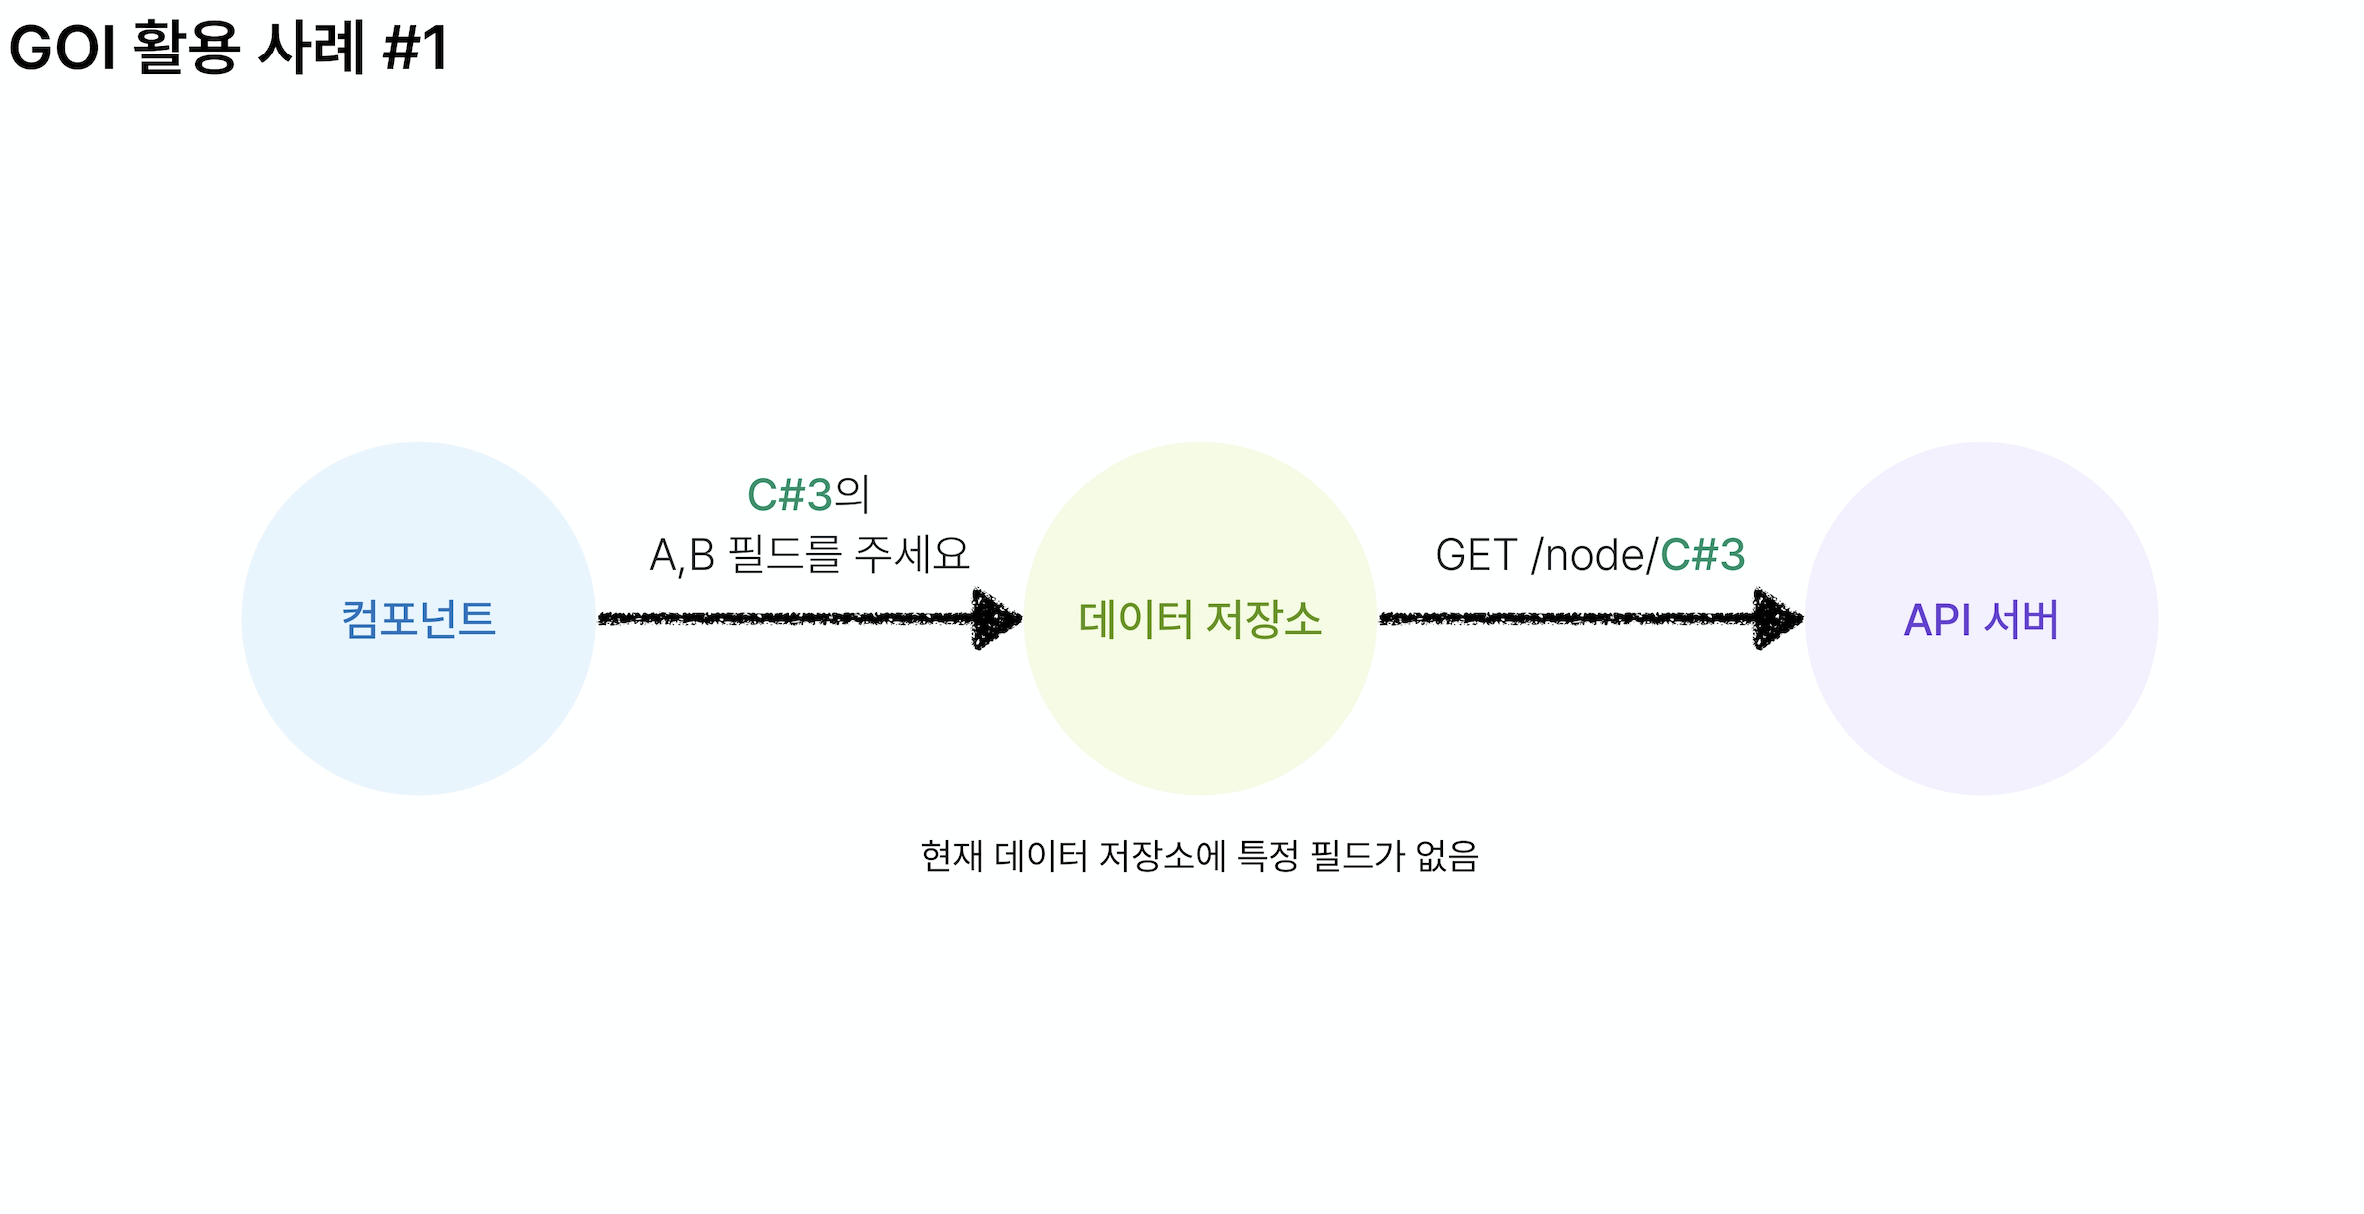 GOI 활용 사례 #1
C#3의
A,B 필드를 주세요
GET /node/C#3
컴포넌트
데이터 저장소
API 서버
현재 데이터 저장소에 특정 필드가 없음